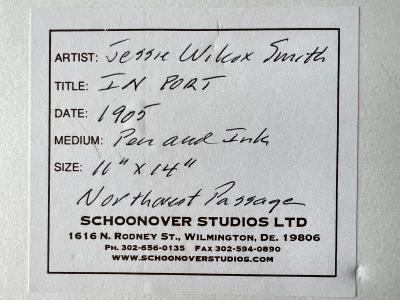 ARTIST: Jessie Wilcox Smith
TITLE: IN PORT
DATE: 1905
MEDIUM: Pen and Ink
SIZE: 11" x 14"
Northwest Passage
SCHOONOVER STUDIOS LTD
1616 N. RODNEY ST., WILMINGTON, DE. 19806
PH. 302-656-0135 FAX 302-594-0890
WWW.SCHOONOVERSTUDIOS.COM